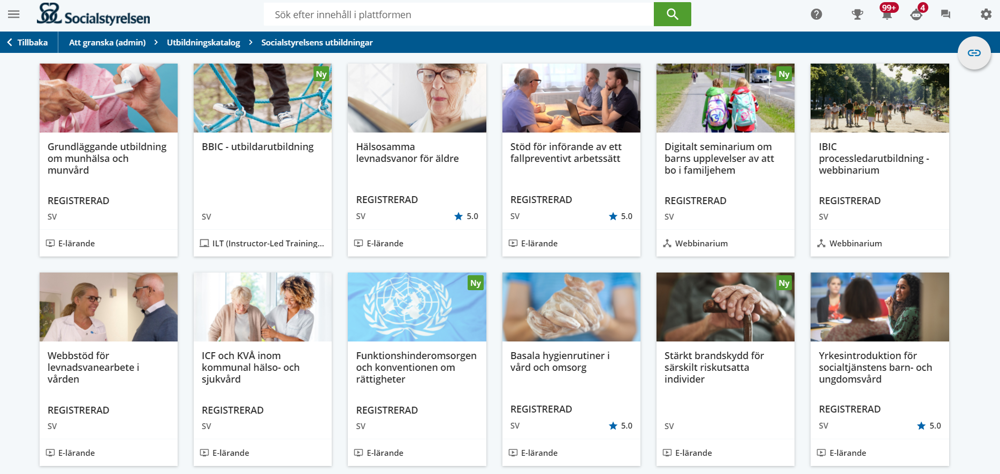 Socialstyrelsen
Sök efter innehåll i plattformen
99+
4
Tillbaka
Att granska (admin)
Utbildningskatalog
Socialstyrelsens utbildningar
Grundläggande utbildning
om munhälsa och
munvård
REGISTRERAD
SV
E-lärande
Ny
BBIC - utbildarutbildning
SV
ILT (Instructor-Led Training...
Hälsosamma
levnadsvanor för äldre
REGISTRERAD
SV
5.0
E-lärande
Stöd för införande av ett
fallpreventivt arbetssätt
REGISTRERAD
SV
5.0
E-lärande
Ny
Digitalt seminarium om
barns upplevelser av att
bo i familjehem
REGISTRERAD
SV
Webbinarium
IBIC
processledarutbildning -
webbinarium
REGISTRERAD
SV
Webbinarium
Webbstöd för
levnadsvanearbete i
vården
REGISTRERAD
SV
E-lärande
ICF och KVÅ inom
kommunal hälso- och
sjukvård
REGISTRERAD
SV
E-lärande
Ny
Funktionshinderomsorgen
och konventionen om
rättigheter
REGISTRERAD
SV
E-lärande
Basala hygienrutiner i
vård och omsorg
REGISTRERAD
SV
5.0
E-lärande
Ny
Stärkt brandskydd för
särskilt riskutsatta
individer
SV
E-lärande
Yrkesintroduktion för
socialtjänstens barn- och
ungdomsvård
REGISTRERAD
SV
5.0
E-lärande